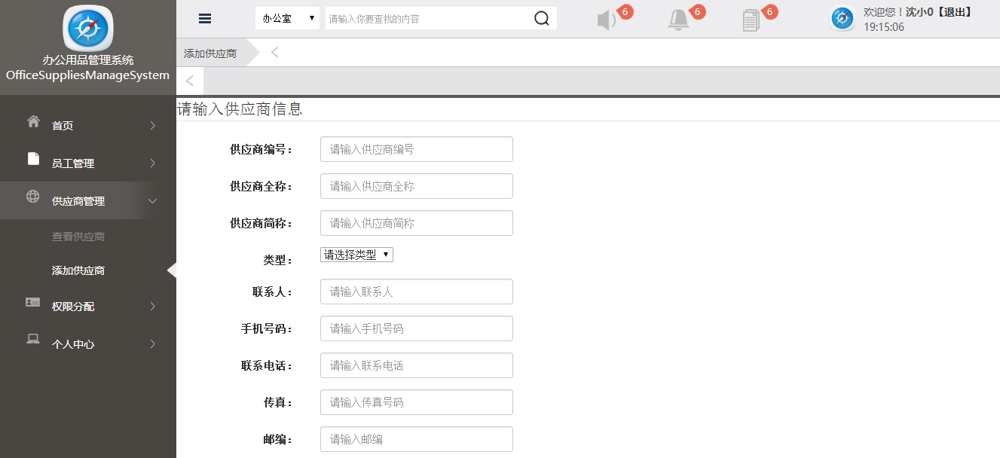 办公用品管理系统
OfficeSuppliesManageSystem
首页
员工管理
供应商管理
查看供应商
添加供应商
权限分配
个人中心
办公室
请输入你要查找的内容
6
6
6
欢迎您！沈小0【退出】
19:15:06
添加供应商
请输入供应商信息
供应商编号： 请输入供应商编号
供应商全称： 请输入供应商全称
供应商简称： 请输入供应商简称
类型： 请选择类型
联系人： 请输入联系人
手机号码： 请输入手机号码
联系电话： 请输入联系电话
传真： 请输入传真号码
邮编： 请输入邮编